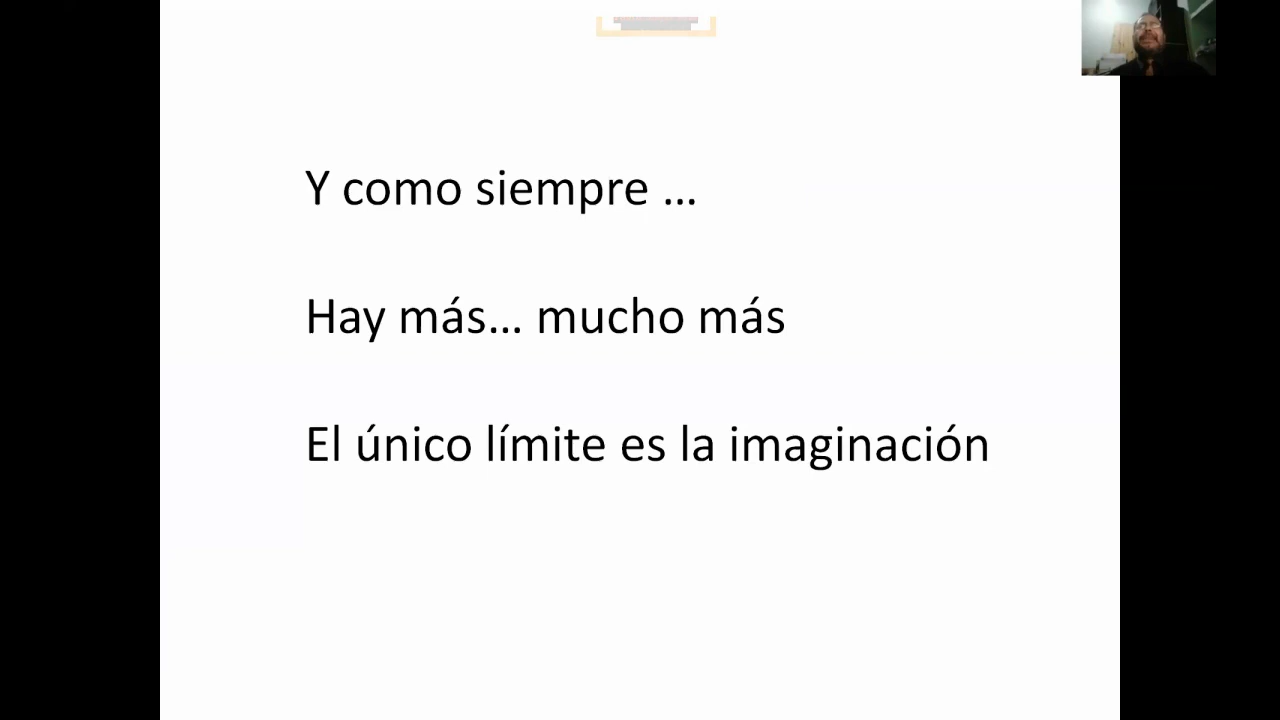 Y como siempre ...
Hay más... mucho más
El único límite es la imaginación